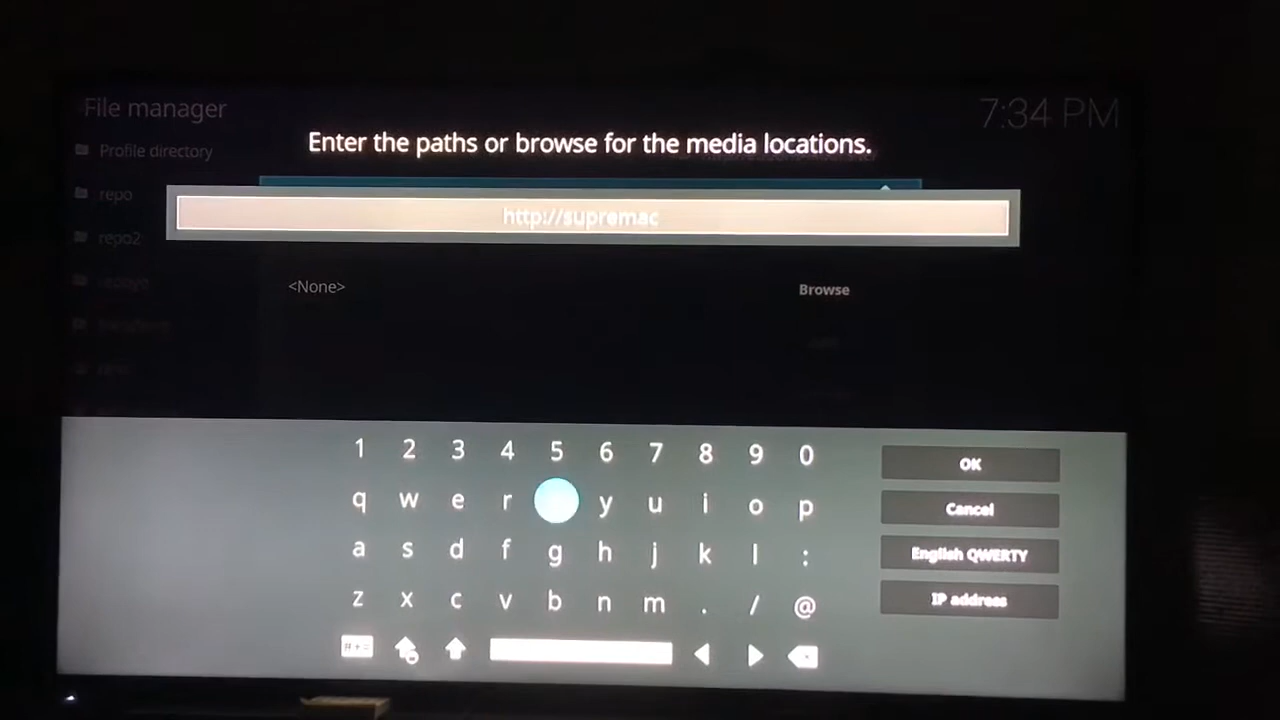 File manager
7:34 PM
Enter the paths or browse for the media locations.
Profile directory
repo
http://supremac
repo2
<None>
Browse
1 2 3 4 5 6 7 8 9 0
q w e r y u i o p
a s d f g h j k l :
z x c v b n m . / @
OK
Cancel
English QWERTY
IP address